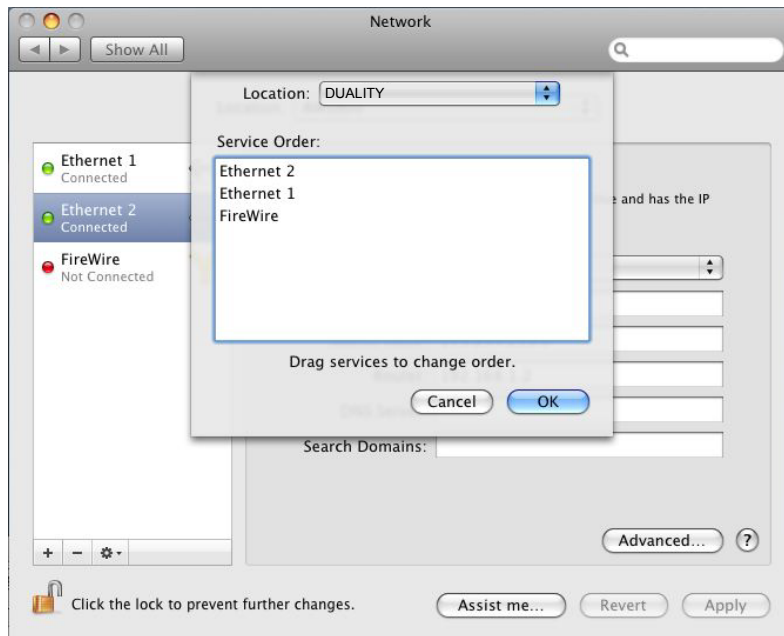 Network
Show All
Location: DUALITY
Service Order:
Ethernet 2
Ethernet 1
FireWire
Drag services to change order.
Cancel
OK
Ethernet 1
Connected
Ethernet 2
Connected
FireWire
Not Connected
and has the IP
Search Domains:
Advanced...
?
Click the lock to prevent further changes.
Assist me...
Revert
Apply